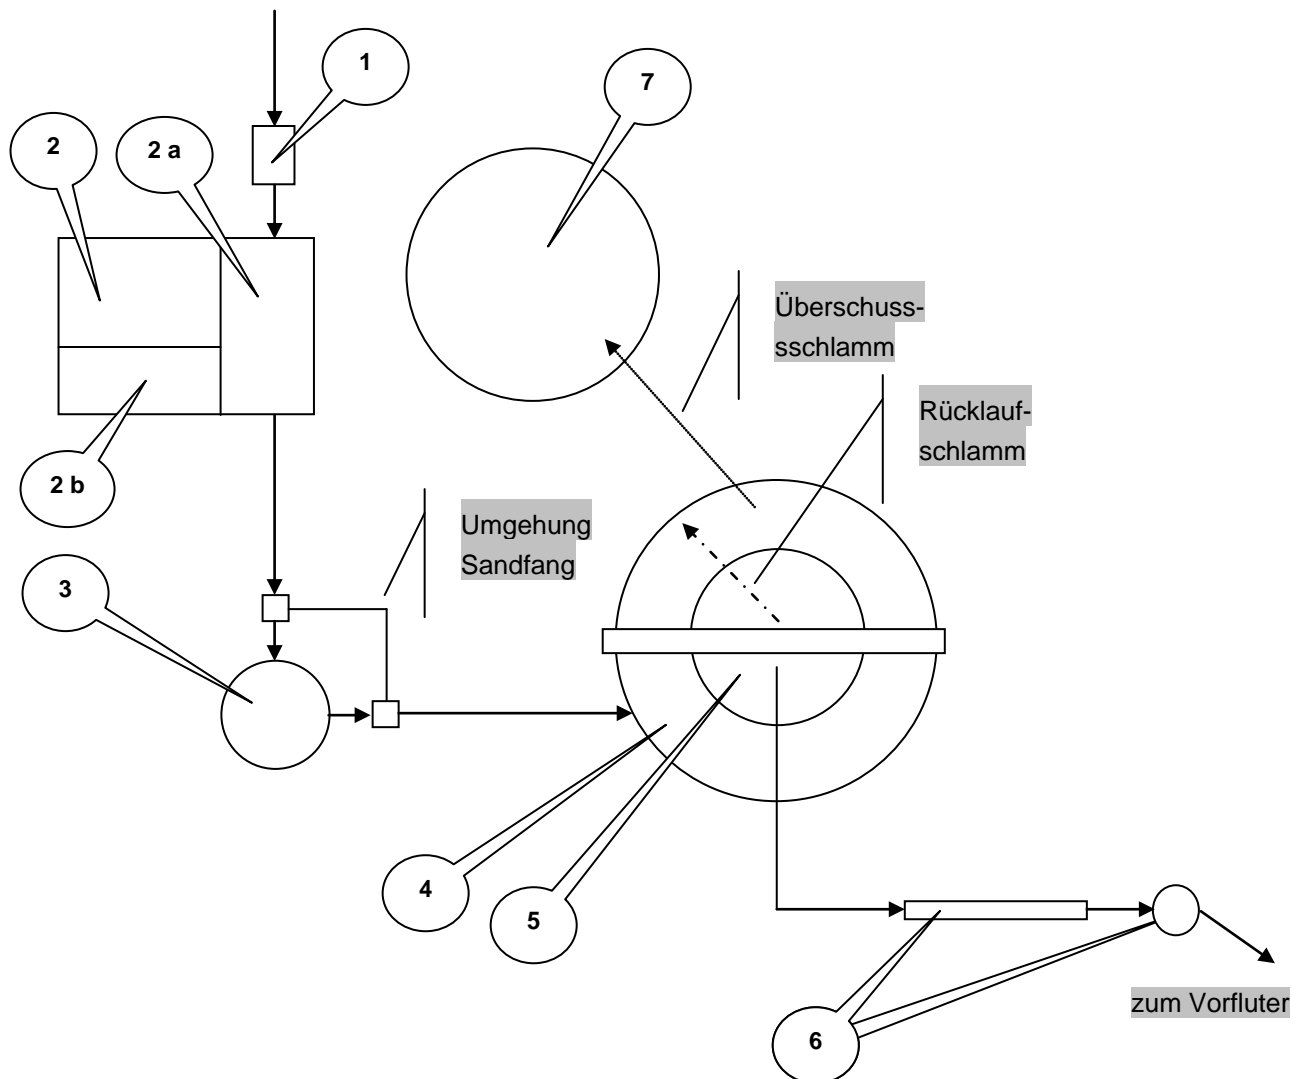 1
7
2
2 a
Überschuss-
sschlamm
Rücklauf-
schlamm
2 b
Umgehung
Sandfang
3
4
5
zum Vorfluter
6